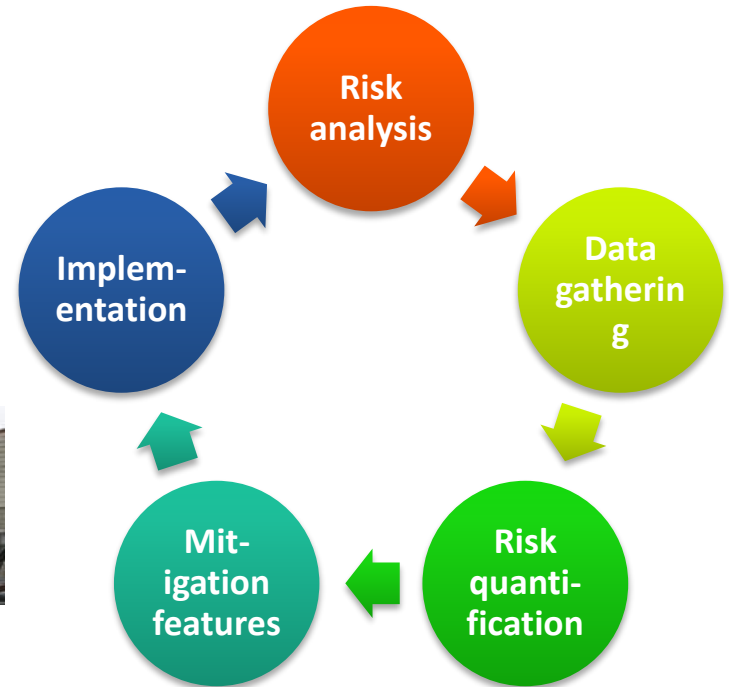 Risk
analysis
Data
gatherin
g
Risk
quanti-
fication
Mit-
igation
features
Implem-
entation